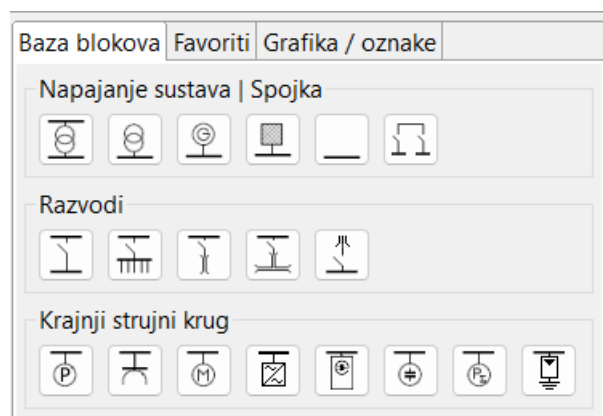 Baza blokova Favoriti Grafika / oznake
Napajanje sustava | Spojka
G
Razvodi
Krajnji strujni krug
P M G P